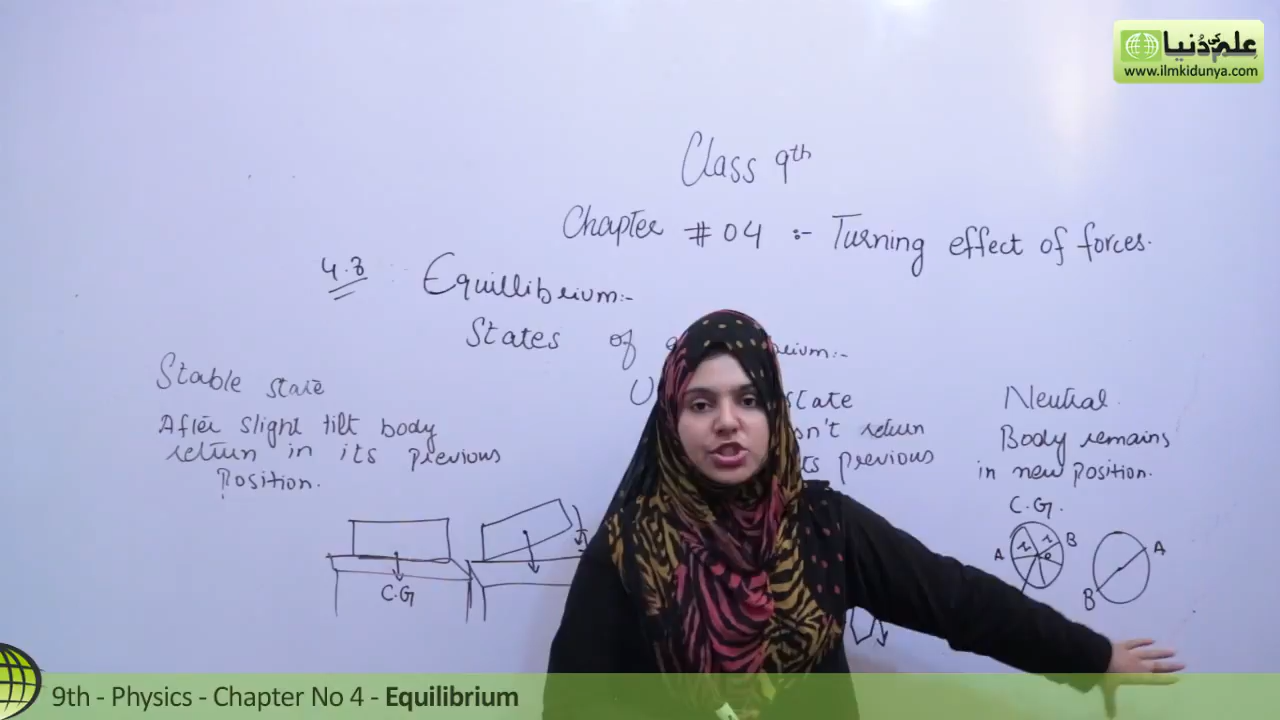 علم کی دنیا
www.ilmkidunya.com
Class 9th
Chapter # 04 :- Turning effect of forces.
4.3 Equillibrium:-
States of
Stable state
After slight tilt body
return in its previous
Position.
C.G
state
return
previous
Neutral.
Body remains
in new position.
C.G.
A r r B
A
B
9th - Physics - Chapter No 4 - Equilibrium